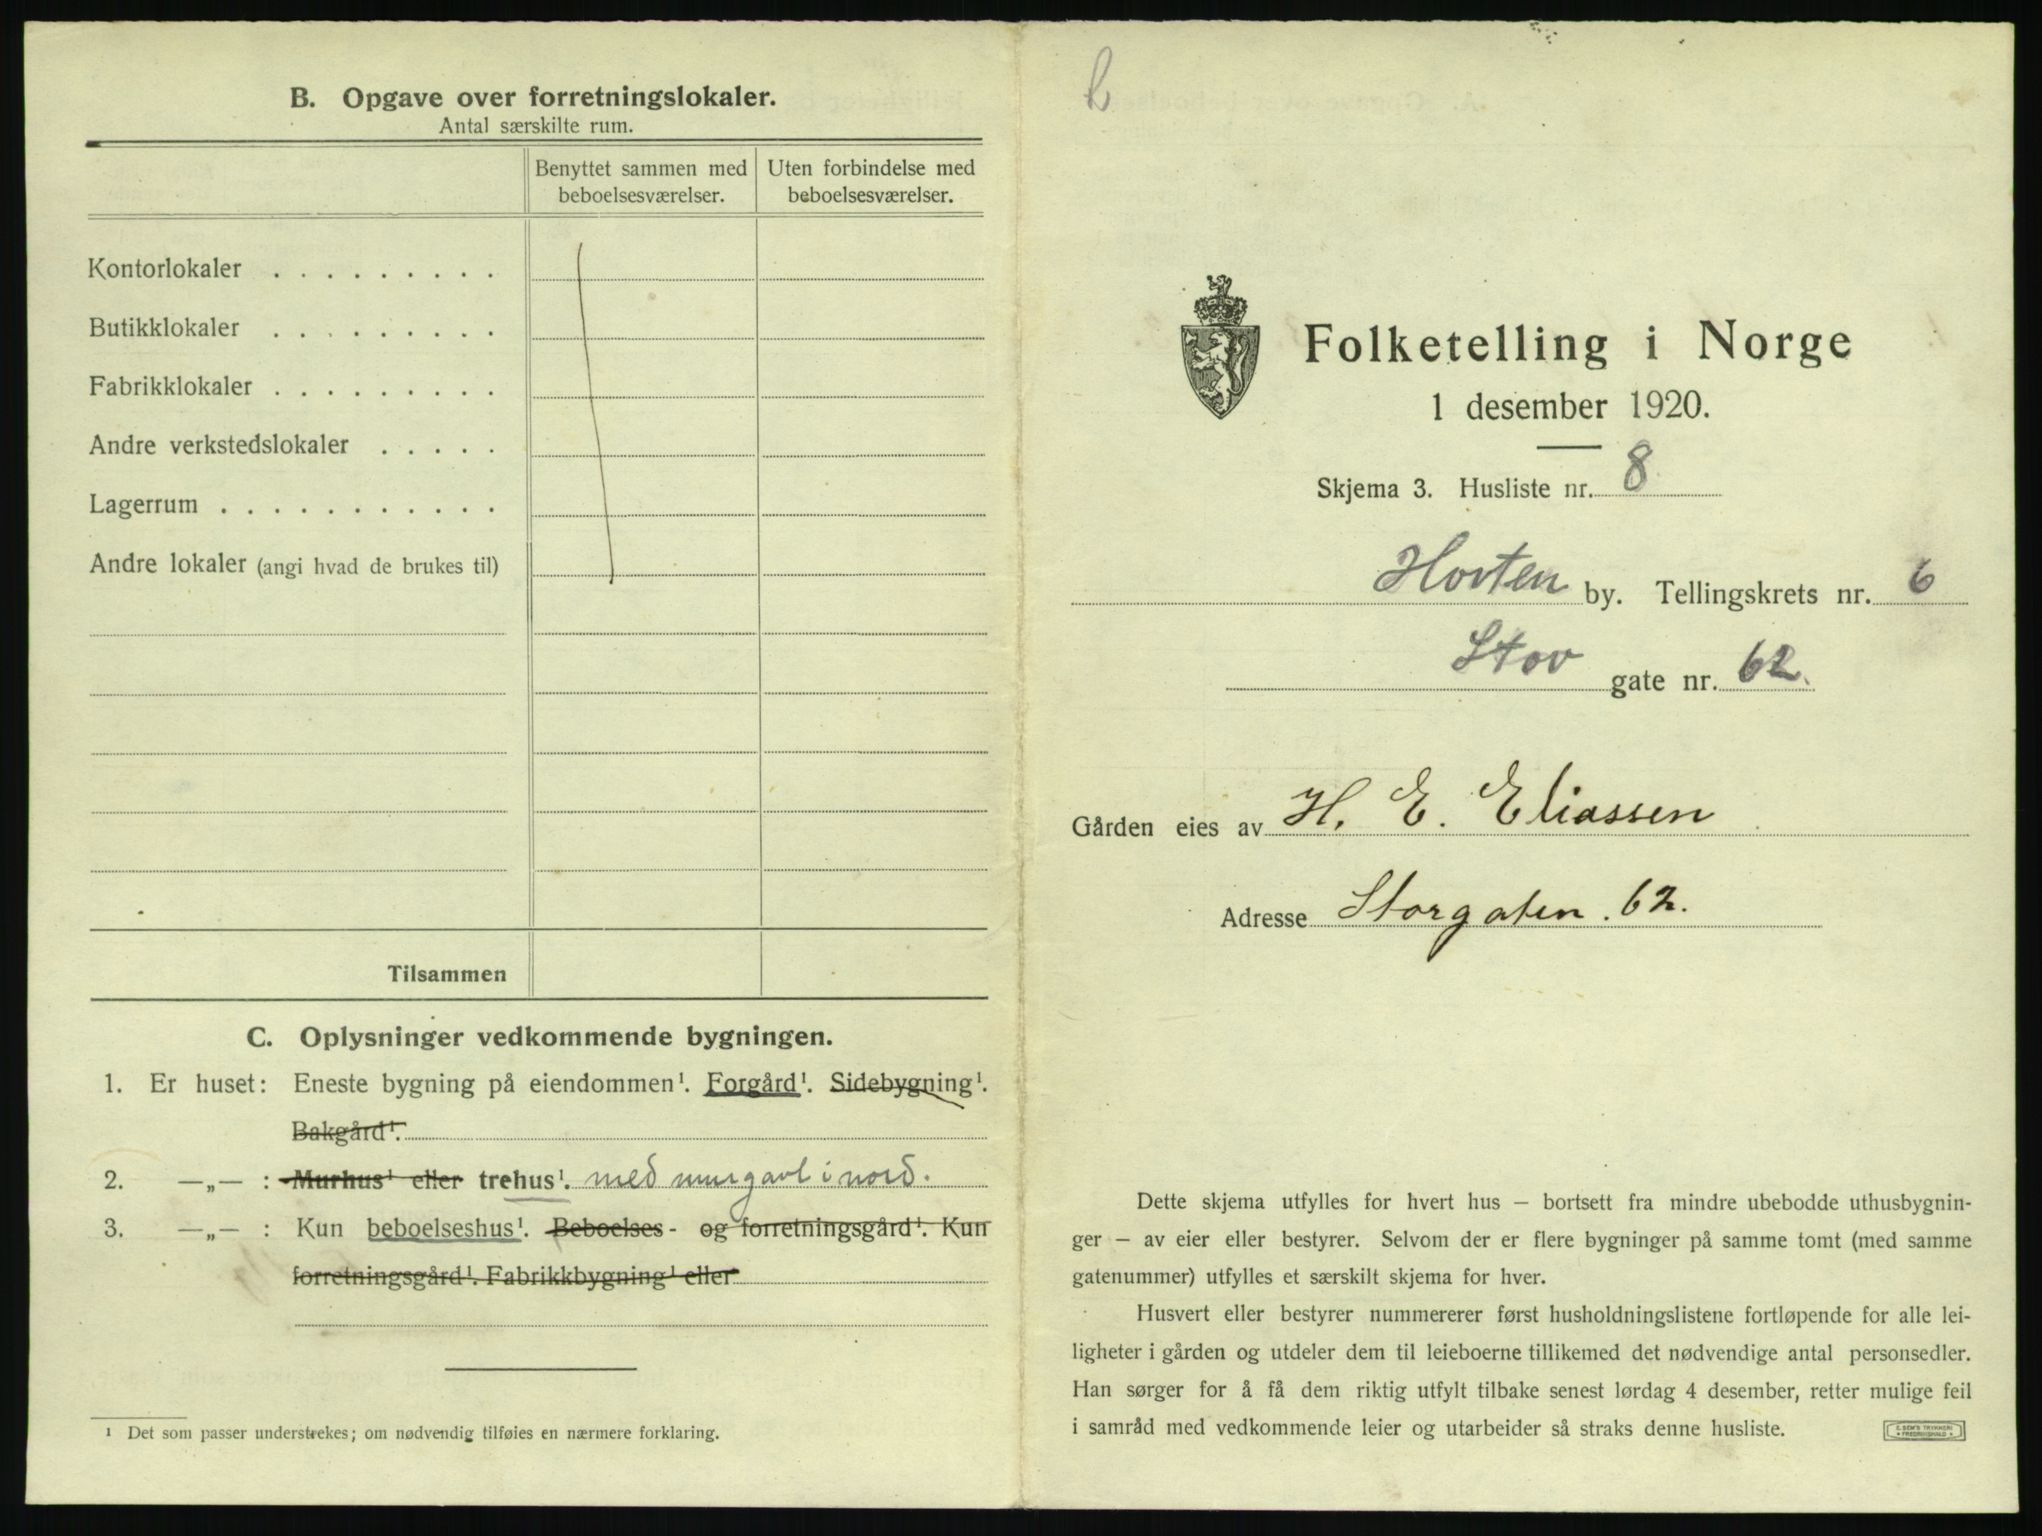 B. Opgave over forretningslokaler.
Antal særskilte rum.
Benyttet sammen med beboelsesværelser.
Uten forbindelse med beboelsesværelser.
Kontorlokaler . . . . . . . . .
Butikklokaler . . . . . . . . .
Fabrikklokaler . . . . . . . . .
Andre verkstedslokaler . . . . .
Lagerrum . . . . . . . . . . .
Andre lokaler (angi hvad de brukes til)
Tilsammen
C. Oplysninger vedkommende bygningen.
1. Er huset: Eneste bygning på eiendommen¹. Forgård¹. Sidebygning¹.
Bakgård¹.
2. —„— : Murhus¹ eller trehus¹. med murgavl i nord.
3. —„— : Kun beboelseshus¹. Beboelses- og forretningsgård¹. Kun
forretningsgård¹. Fabrikkbygning¹ eller
¹ Det som passer understrekes; om nødvendig tilføies en nærmere forklaring.
Folketelling i Norge
1 desember 1920.
Skjema 3. Husliste nr. 8
Horten by. Tellingskrets nr. 6
Stor gate nr. 62.
Gården eies av H. E. Eliassen
Adresse Storgaten. 62.
Dette skjema utfylles for hvert hus – bortsett fra mindre ubebodde uthusbygnin-
ger – av eier eller bestyrer. Selvom der er flere bygninger på samme tomt (med samme
gatenummer) utfylles et særskilt skjema for hver.
Husvert eller bestyrer nummererer først husholdningslistene fortløpende for alle lei-
ligheter i gården og utdeler dem til leieboerne tillikemed det nødvendige antal personsedler.
Han sørger for å få dem riktig utfylt tilbake senest lørdag 4 desember, retter mulige feil
i samråd med vedkommende leier og utarbeider så straks denne husliste.